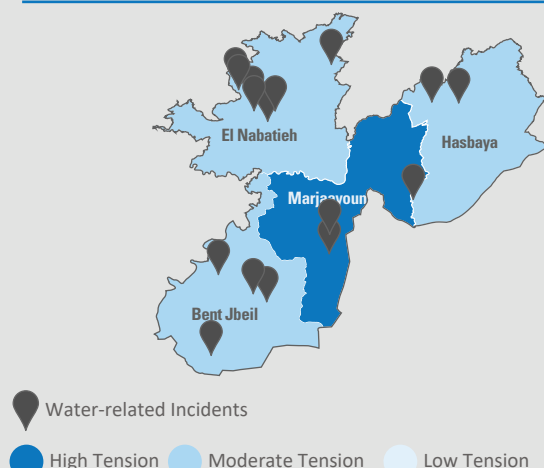 El Nabatieh
Hasbaya
Marjaayoun
Bent Jbeil
Water-related Incidents
High Tension Moderate Tension Low Tension